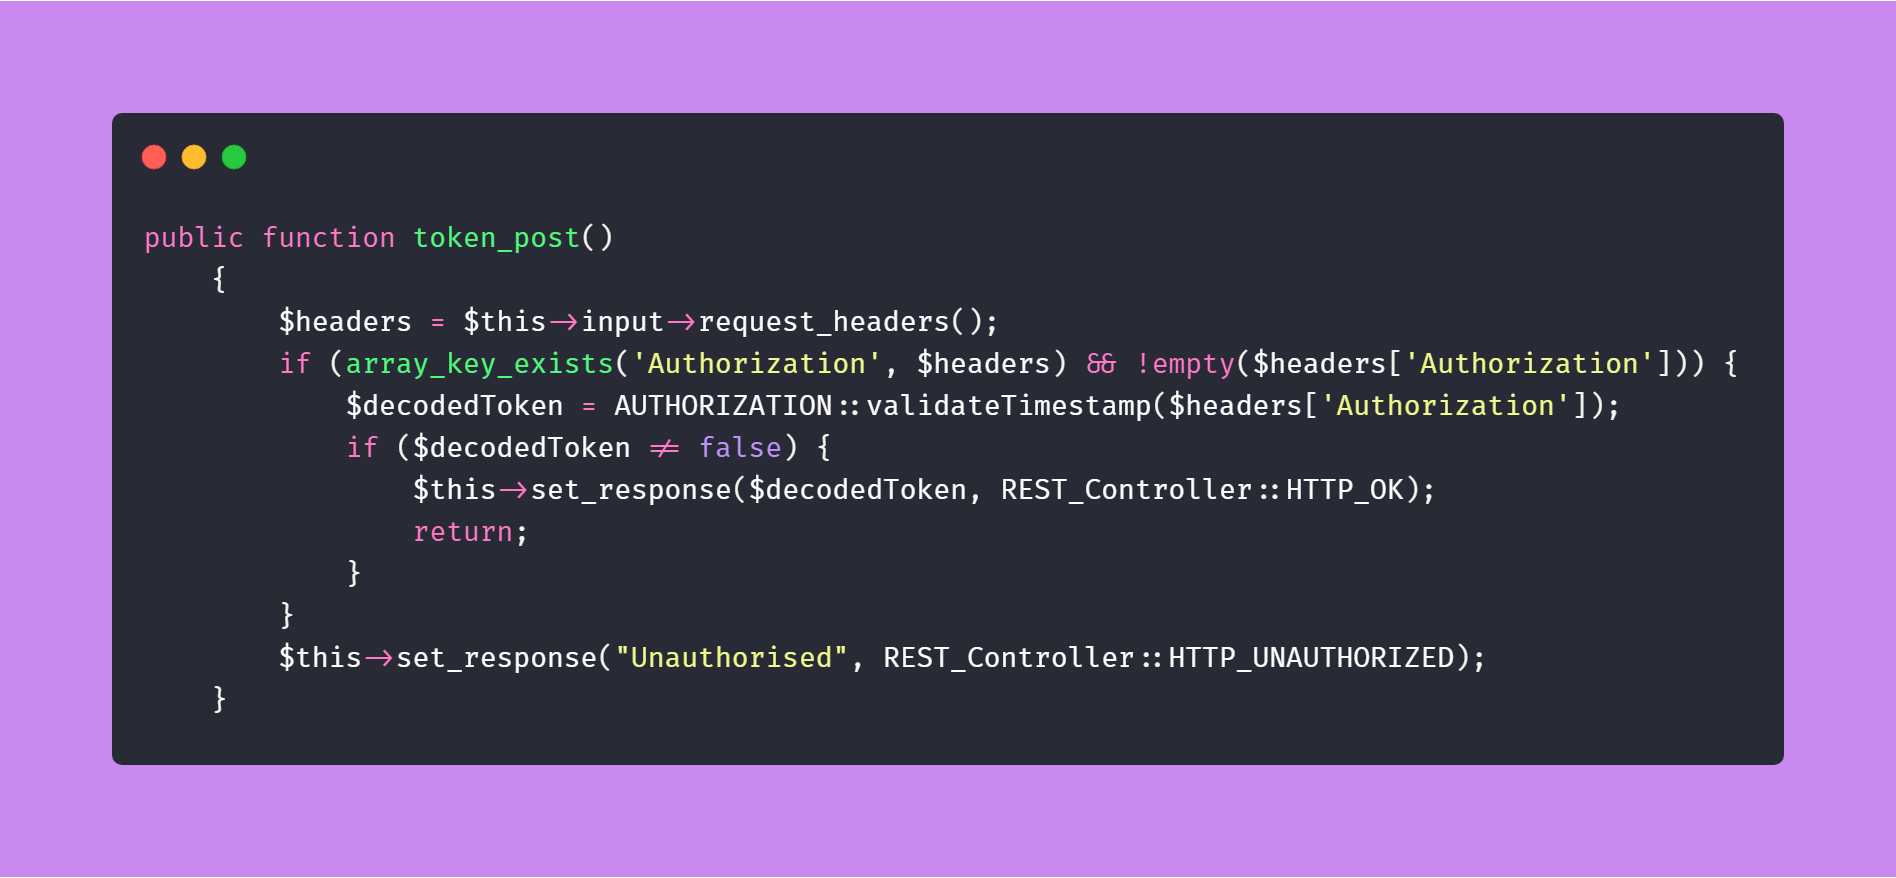 public function token_post()
    {
        $headers = $this->input->request_headers();
        if (array_key_exists('Authorization', $headers) && !empty($headers['Authorization'])) {
            $decodedToken = AUTHORIZATION::validateTimestamp($headers['Authorization']);
            if ($decodedToken != false) {
                $this->set_response($decodedToken, REST_Controller::HTTP_OK);
                return;
            }
        }
        $this->set_response("Unauthorised", REST_Controller::HTTP_UNAUTHORIZED);
    }